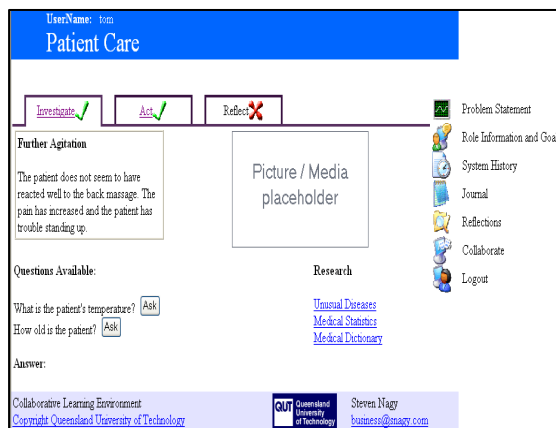 UserName: tom
Patient Care
Investigate
Act
Reflect
Further Agitation
The patient does not seem to have
reacted well to the back massage. The
pain has increased and the patient has
trouble standing up.
Picture / Media
placeholder
Problem Statement
Role Information and Goa
System History
Journal
Reflections
Collaborate
Logout
Questions Available:
What is the patient's temperature? Ask
How old is the patient? Ask
Research
Unusual Diseases
Medical Statistics
Medical Dictionary
Answer:
Collaborative Learning Environment
Copyright Queensland University of Technology
QUT
Queensland
University
of Technology
Steven Nagy
business@snagy.com